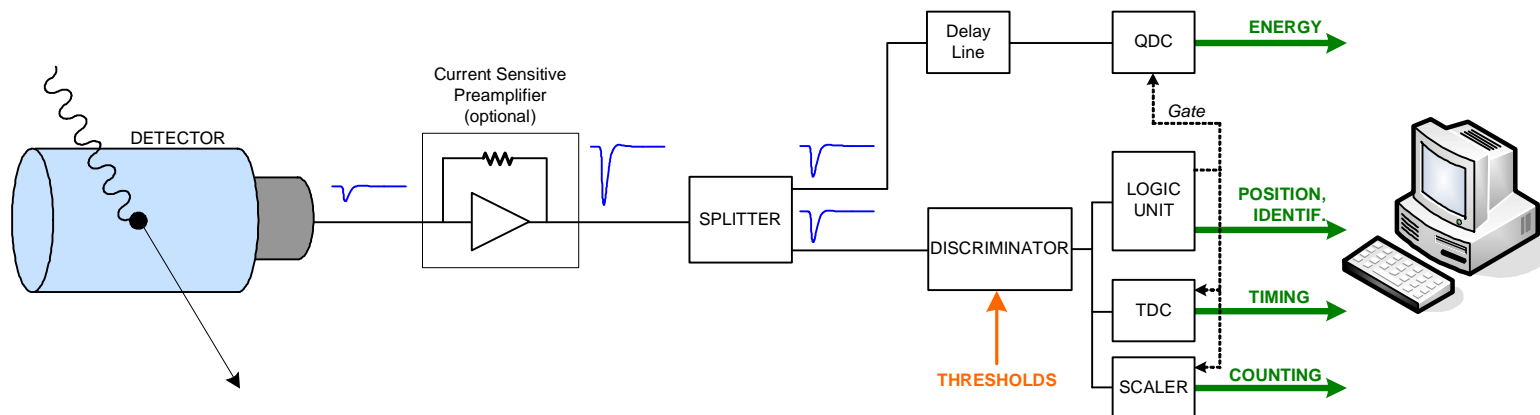 DETECTOR
Current Sensitive
Preamplifier
(optional)
SPLITTER
Delay
Line
QDC
ENERGY
Gate
DISCRIMINATOR
THRESHOLDS
LOGIC
UNIT
POSITION,
IDENTIF.
TDC
TIMING
SCALER
COUNTING